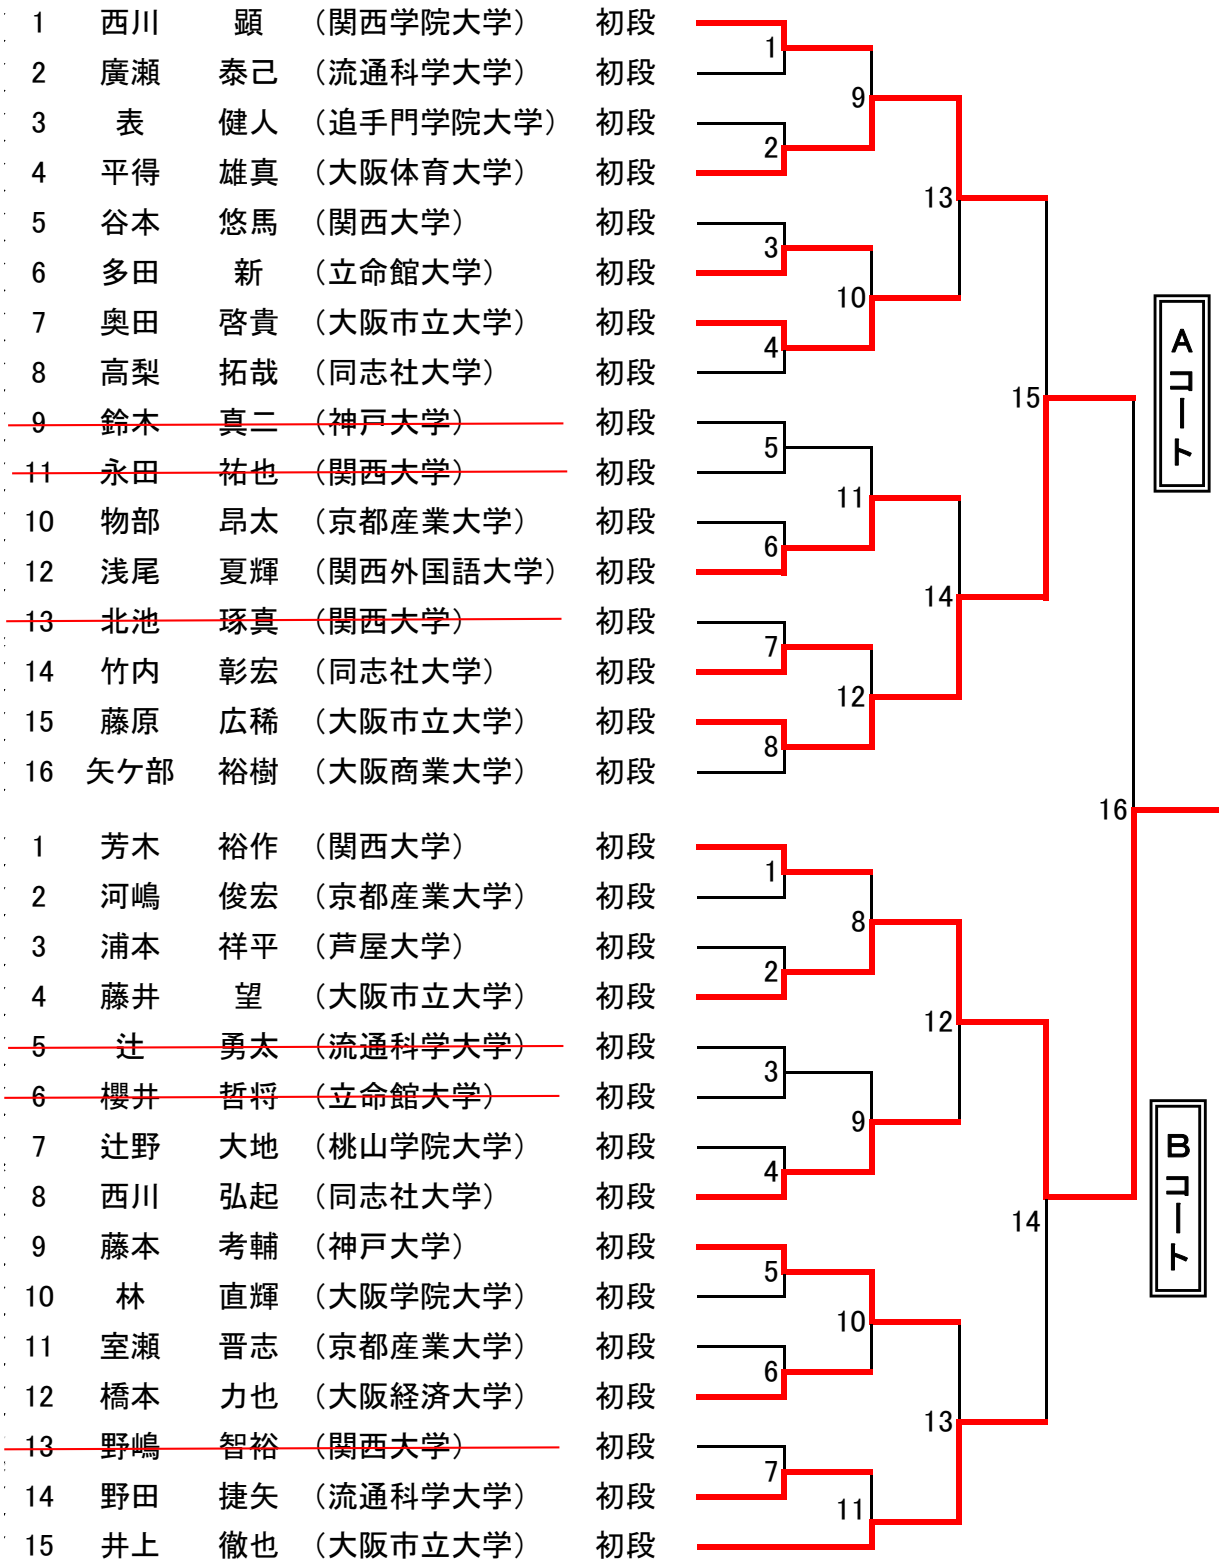 1 西川 顕 （関西学院大学） 初段
2 廣瀬 泰己 （流通科学大学） 初段
3 表 健人 （追手門学院大学） 初段
4 平得 雄真 （大阪体育大学） 初段
5 谷本 悠馬 （関西大学） 初段
6 多田 新 （立命館大学） 初段
7 奥田 啓貴 （大阪市立大学） 初段
8 高梨 拓哉 （同志社大学） 初段
9 鈴木 真二 （神戸大学） 初段
11 永田 祐也 （関西大学） 初段
10 物部 昂太 （京都産業大学） 初段
12 浅尾 夏輝 （関西外国語大学） 初段
13 北池 琢真 （関西大学） 初段
14 竹内 彰宏 （同志社大学） 初段
15 藤原 広稀 （大阪市立大学） 初段
16 矢ケ部 裕樹 （大阪商業大学） 初段
1
2
3
4
5
6
7
8
9
10
11
12
13
14
15
Aコート
16
1 芳木 裕作 （関西大学） 初段
2 河嶋 俊宏 （京都産業大学） 初段
3 浦本 祥平 （芦屋大学） 初段
4 藤井 望 （大阪市立大学） 初段
5 辻 勇太 （流通科学大学） 初段
6 櫻井 哲将 （立命館大学） 初段
7 辻野 大地 （桃山学院大学） 初段
8 西川 弘起 （同志社大学） 初段
9 藤本 考輔 （神戸大学） 初段
10 林 直輝 （大阪学院大学） 初段
11 室瀬 晋志 （京都産業大学） 初段
12 橋本 力也 （大阪経済大学） 初段
13 野嶋 智裕 （関西大学） 初段
14 野田 捷矢 （流通科学大学） 初段
15 井上 徹也 （大阪市立大学） 初段
1
2
3
4
5
6
7
8
9
10
11
12
13
14
Bコート